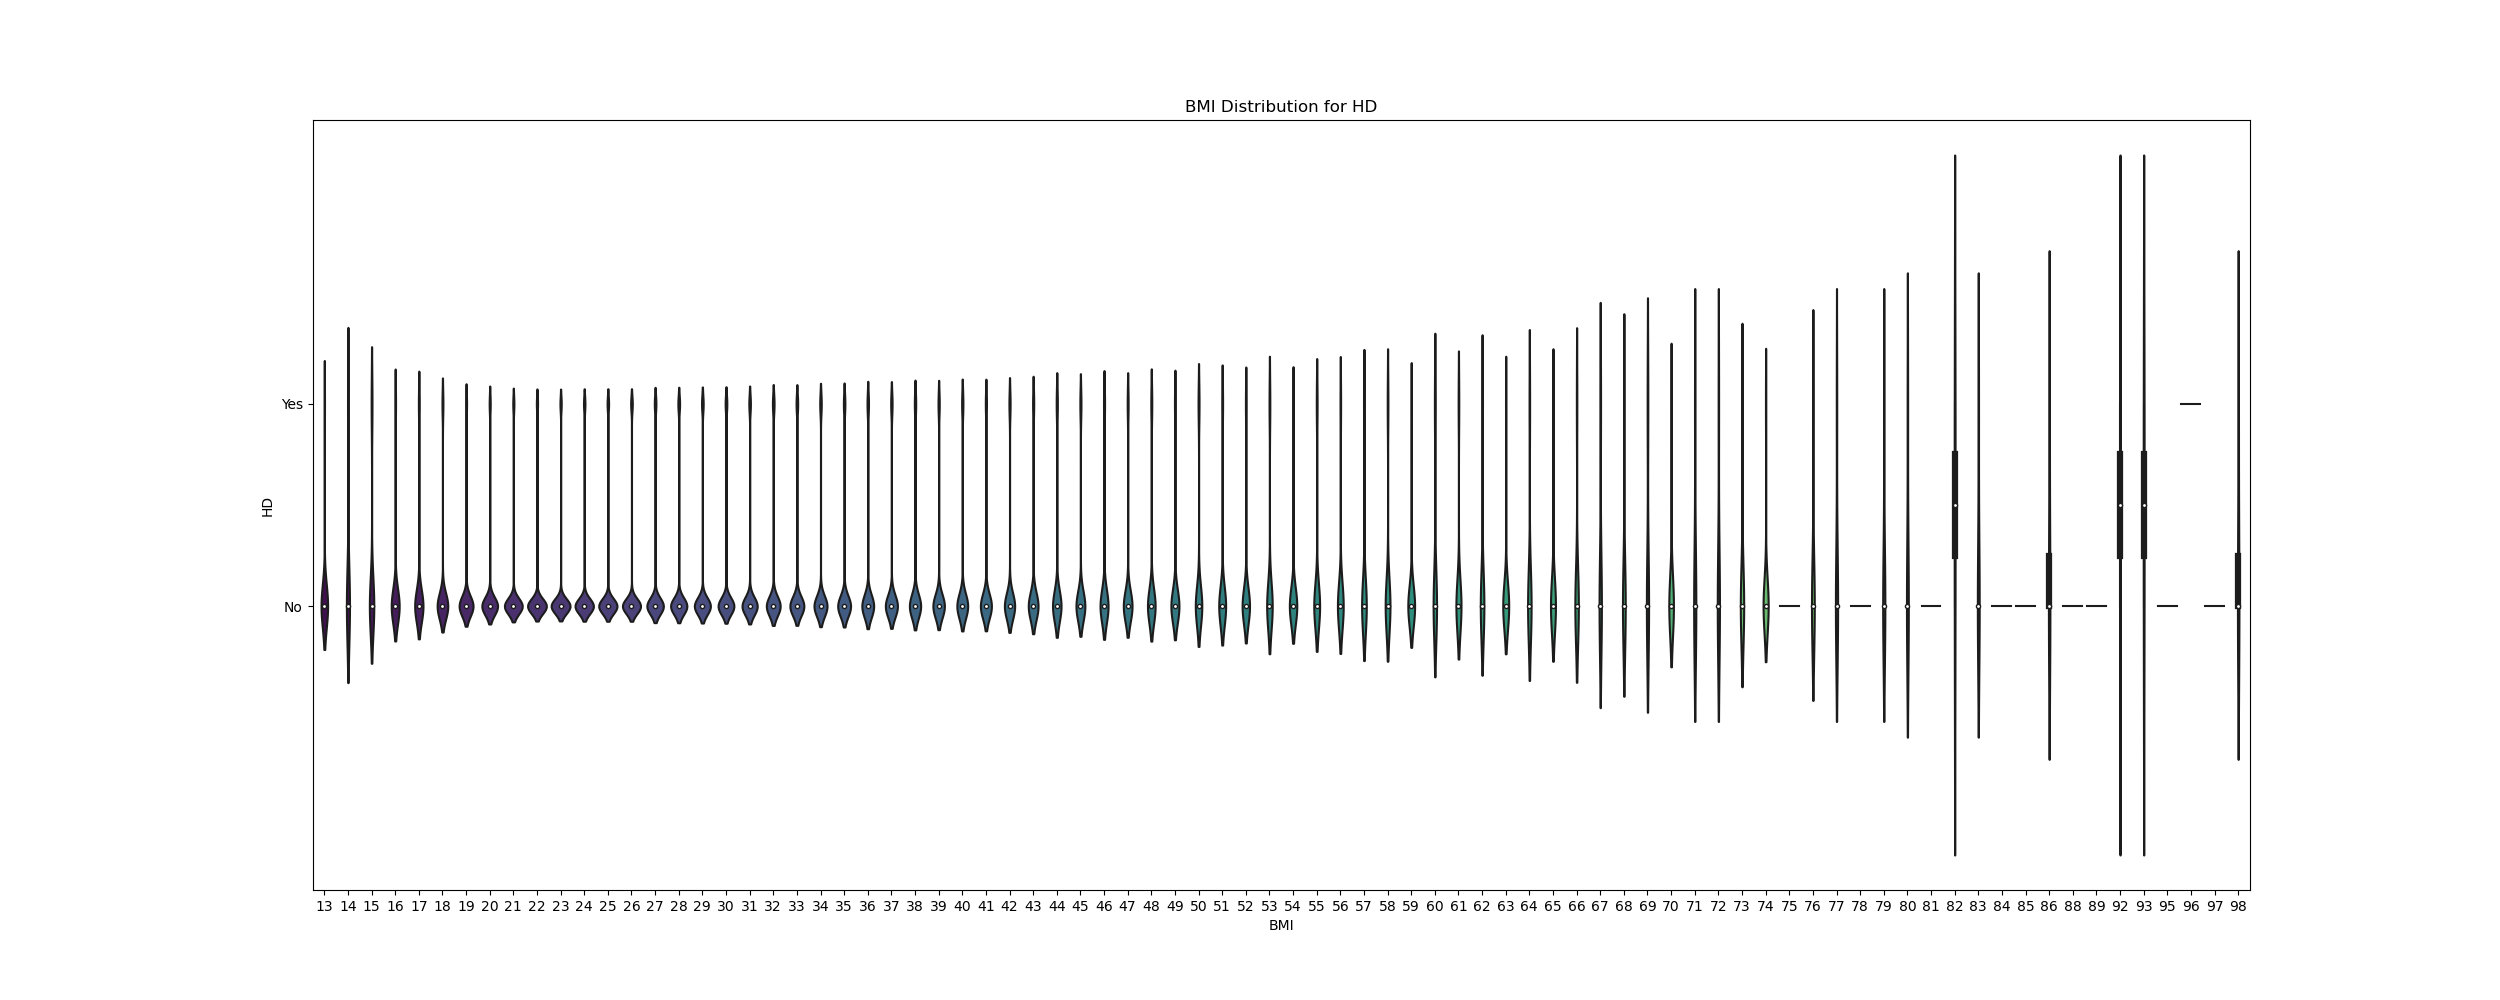 BMI Distribution for HD
Yes
HD
No
13 14 15 16 17 18 19 20 21 22 23 24 25 26 27 28 29 30 31 32 33 34 35 36 37 38 39 40 41 42 43 44 45 46 47 48 49 50 51 52 53 54 55 56 57 58 59 60 61 62 63 64 65 66 67 68 69 70 71 72 73 74 75 76 77 78 79 80 81 82 83 84 85 86 88 89 92 93 95 96 97 98
BMI